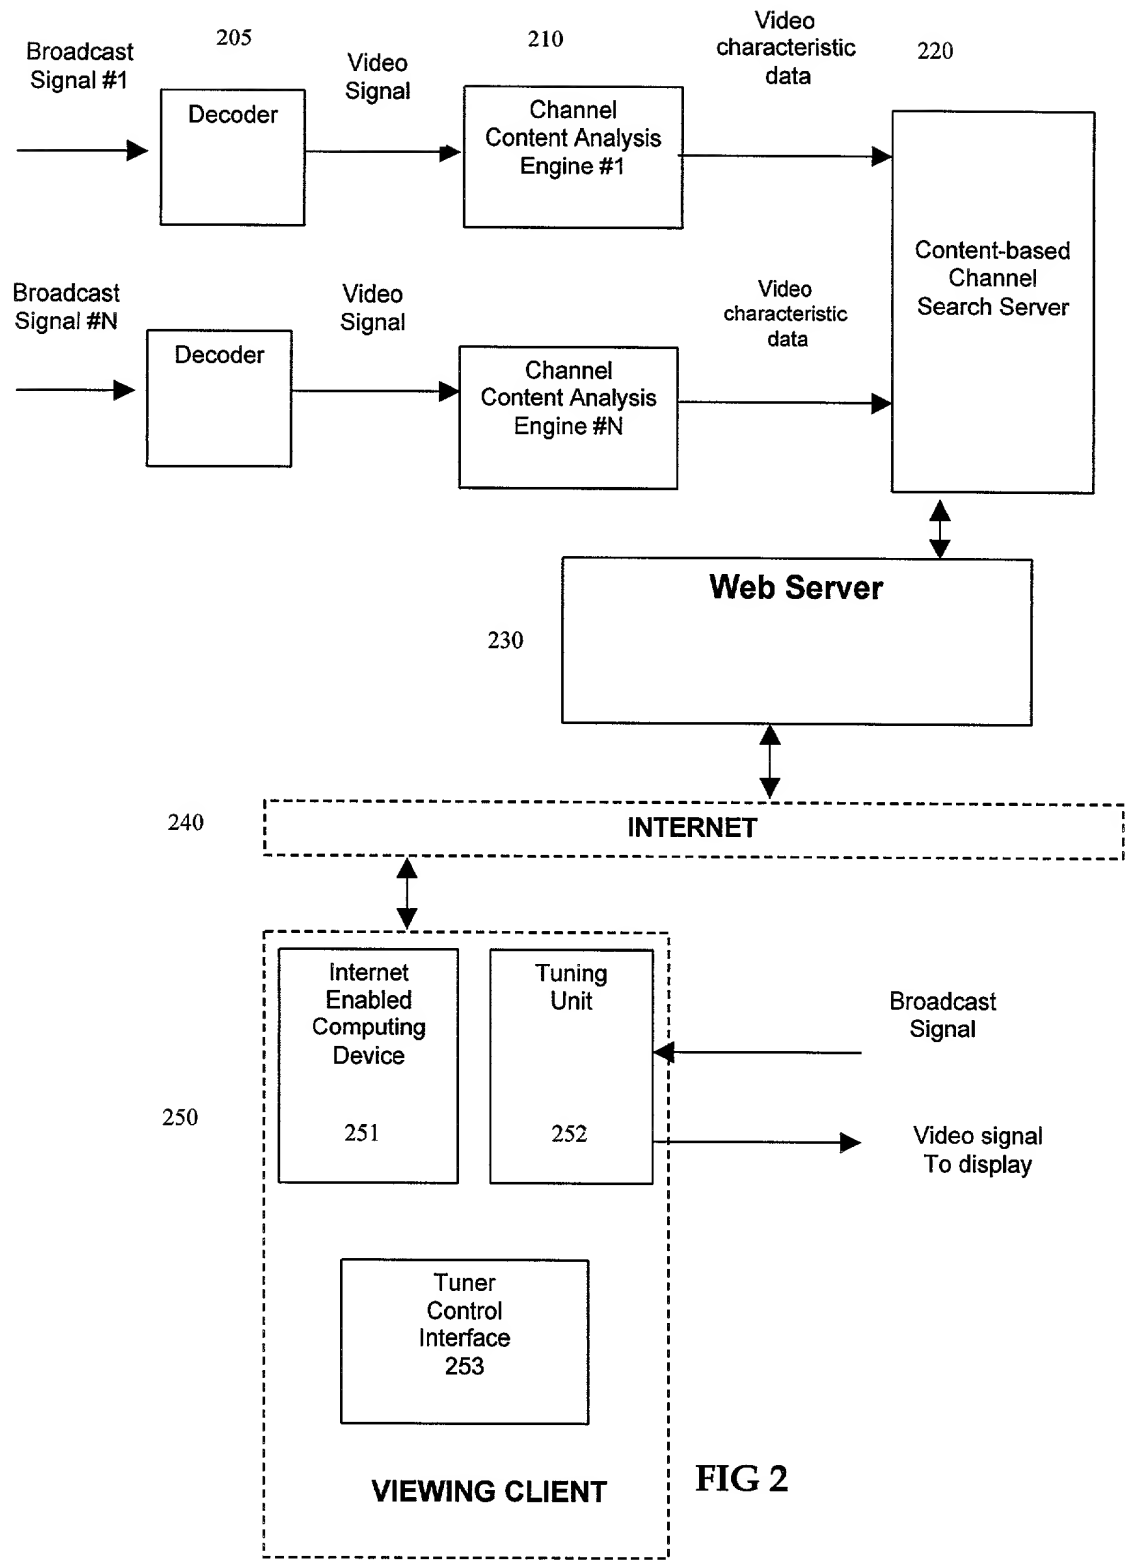 205
210
Video
characteristic
data
220
Broadcast
Signal #1
Video
Signal
Decoder
Channel
Content Analysis
Engine #1
Content-based
Channel
Search Server
Broadcast
Signal #N
Video
Signal
Video
characteristic
data
Decoder
Channel
Content Analysis
Engine #N
Web Server
230
240
INTERNET
Internet
Enabled
Computing
Device
251
Tuning
Unit
252
Broadcast
Signal
250
Video signal
To display
Tuner
Control
Interface
253
VIEWING CLIENT
FIG 2